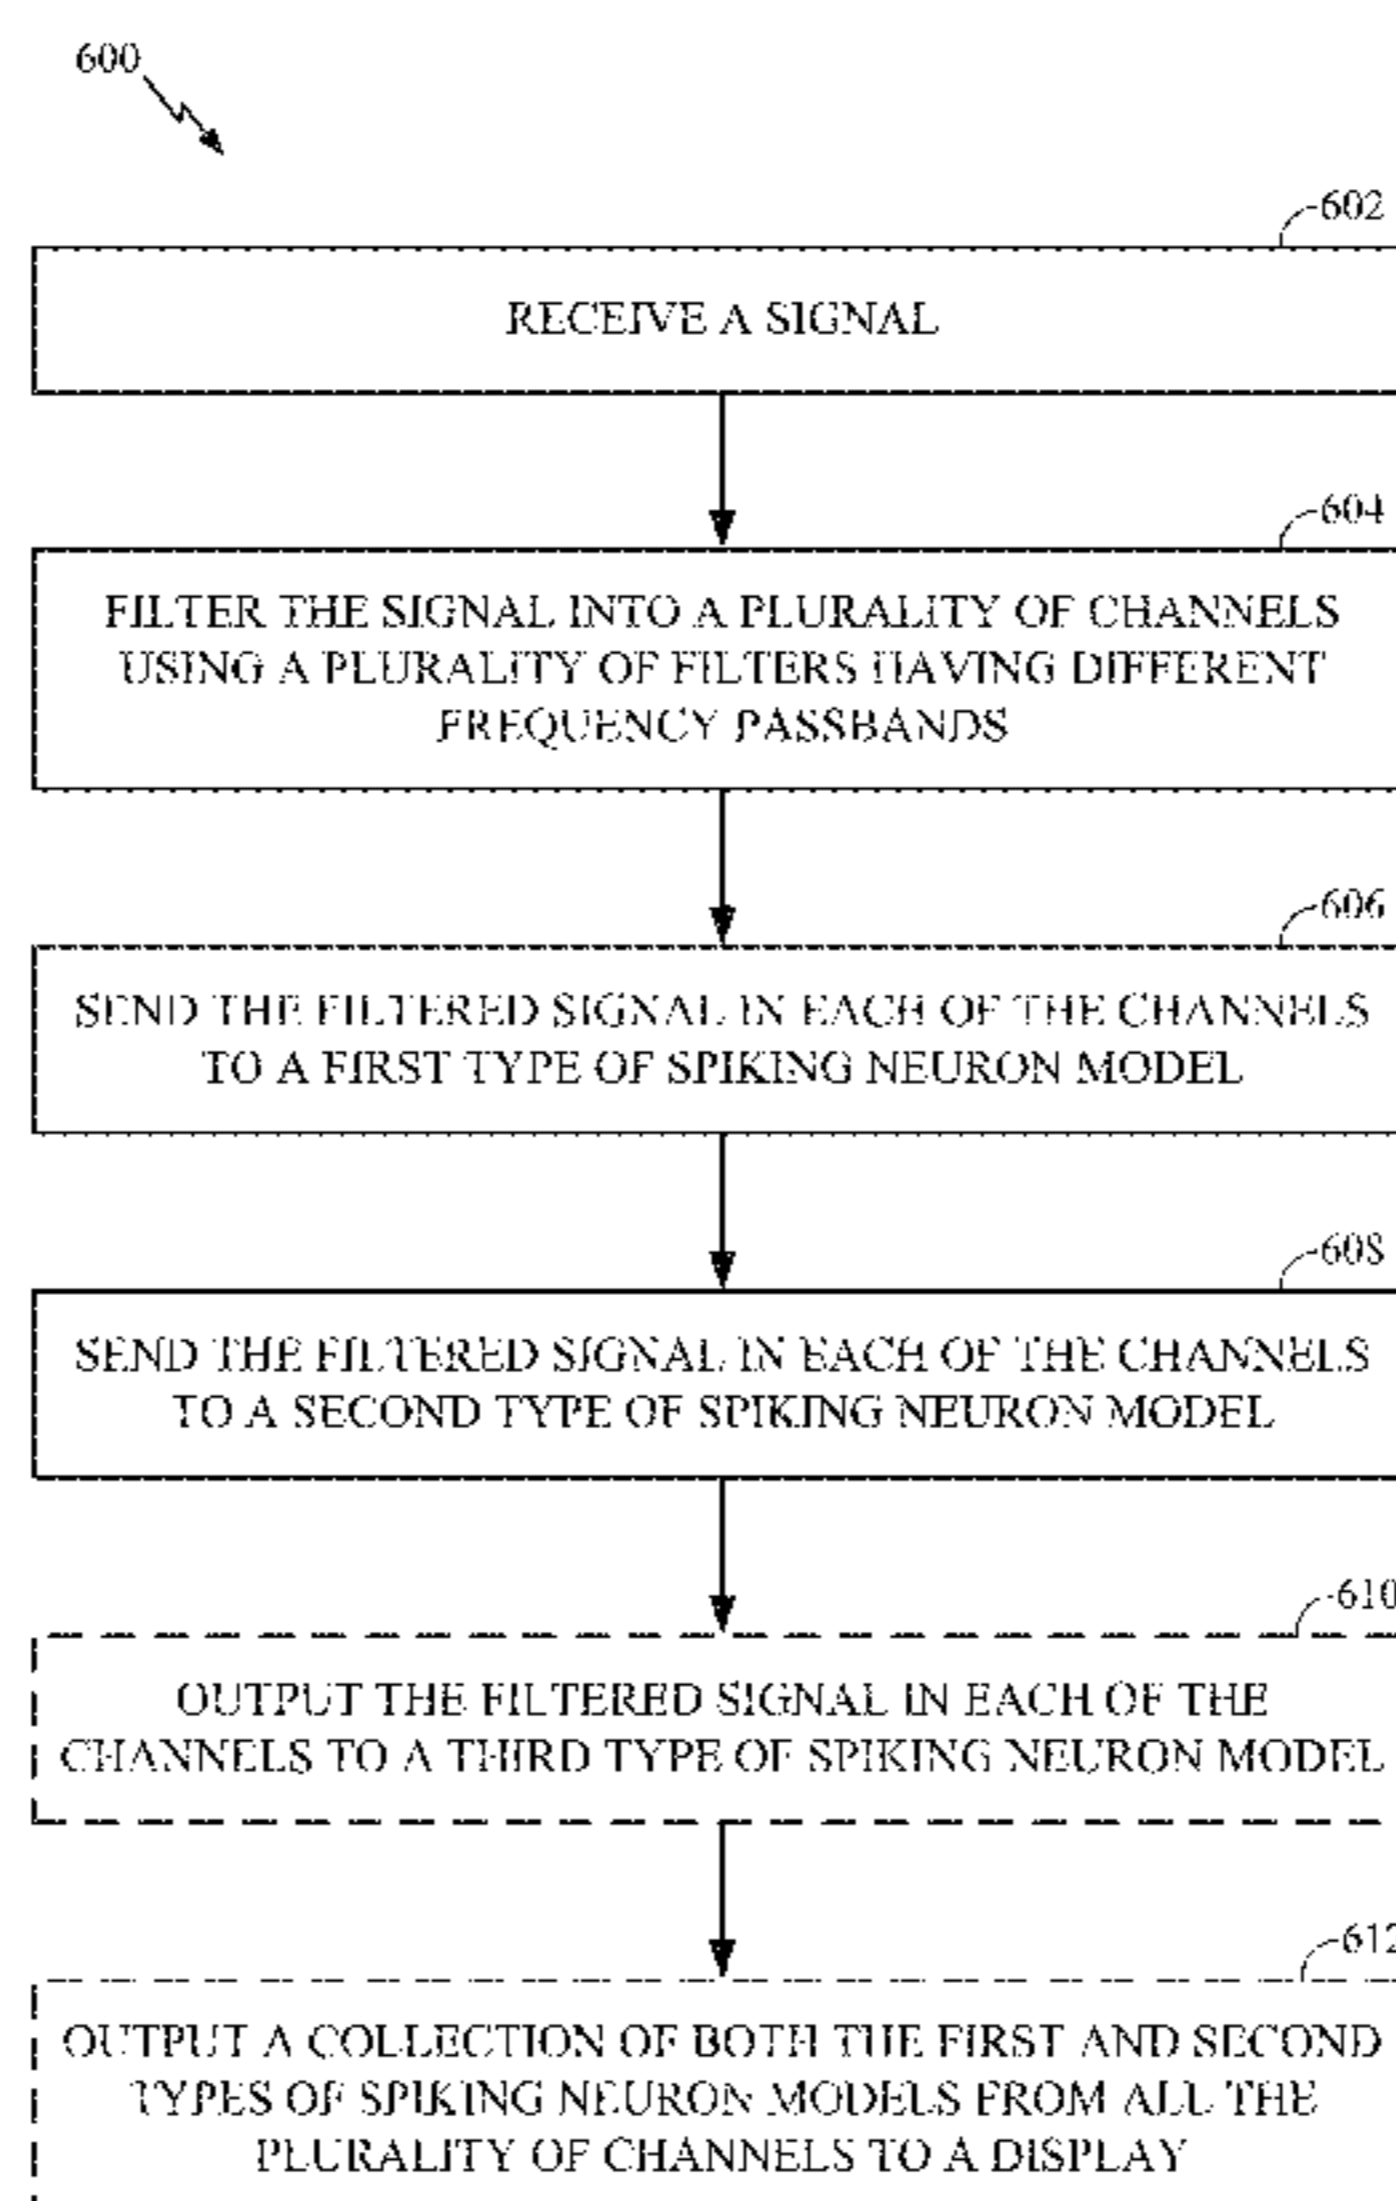 600
602
RECEIVE A SIGNAL
604
FILTER THE SIGNAL INTO A PLURALITY OF CHANNELS
USING A PLURALITY OF FILTERS HAVING DIFFERENT
FREQUENCY PASSBANDS
606
SEND THE FILTERED SIGNAL IN EACH OF THE CHANNELS
TO A FIRST TYPE OF SPIKING NEURON MODEL
608
SEND THE FILTERED SIGNAL IN EACH OF THE CHANNELS
TO A SECOND TYPE OF SPIKING NEURON MODEL
610
OUTPUT THE FILTERED SIGNAL IN EACH OF THE
CHANNELS TO A THIRD TYPE OF SPIKING NEURON MODEL
612
OUTPUT A COLLECTION OF BOTH THE FIRST AND SECOND
TYPES OF SPIKING NEURON MODELS FROM ALL THE
PLURALITY OF CHANNELS TO A DISPLAY